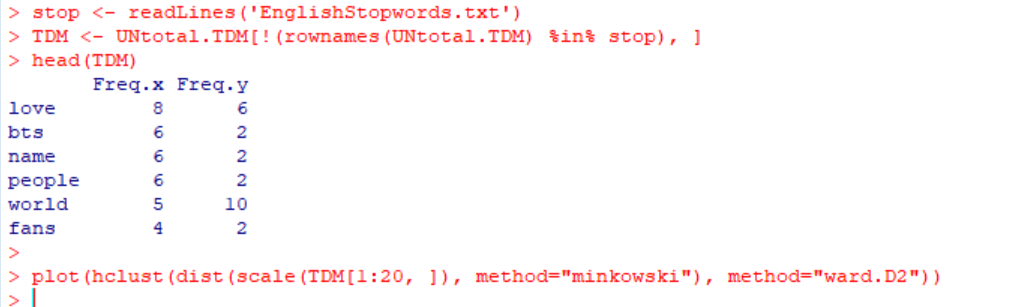 > stop <- readLines('EnglishStopwords.txt')
> TDM <- UNtotal.TDM[!(rownames(UNtotal.TDM) %in% stop), ]
> head(TDM)
       Freq.x Freq.y
love        8      6
bts         6      2
name        6      2
people      6      2
world       5     10
fans        4      2
>
> plot(hclust(dist(scale(TDM[1:20, ]), method="minkowski"), method="ward.D2"))
>